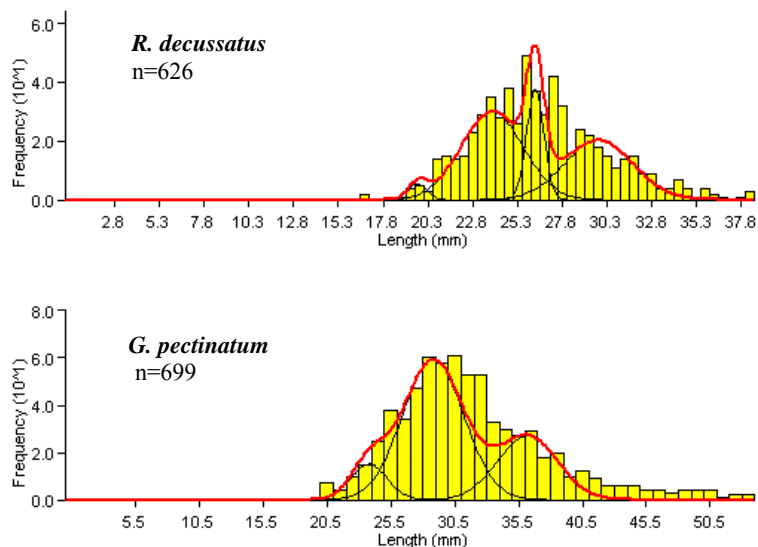 6.0
R. decussatus
n=626
4.0
2.0
0.0
Frequency (10^1)
2.8 5.3 7.8 10.3 12.8 15.3 17.8 20.3 22.8 25.3 27.8 30.3 32.8 35.3 37.8
Length (mm)
8.0
G. pectinatum
n=699
6.0
4.0
2.0
0.0
Frequency (10^1)
5.5 10.5 15.5 20.5 25.5 30.5 35.5 40.5 45.5 50.5
Length (mm)